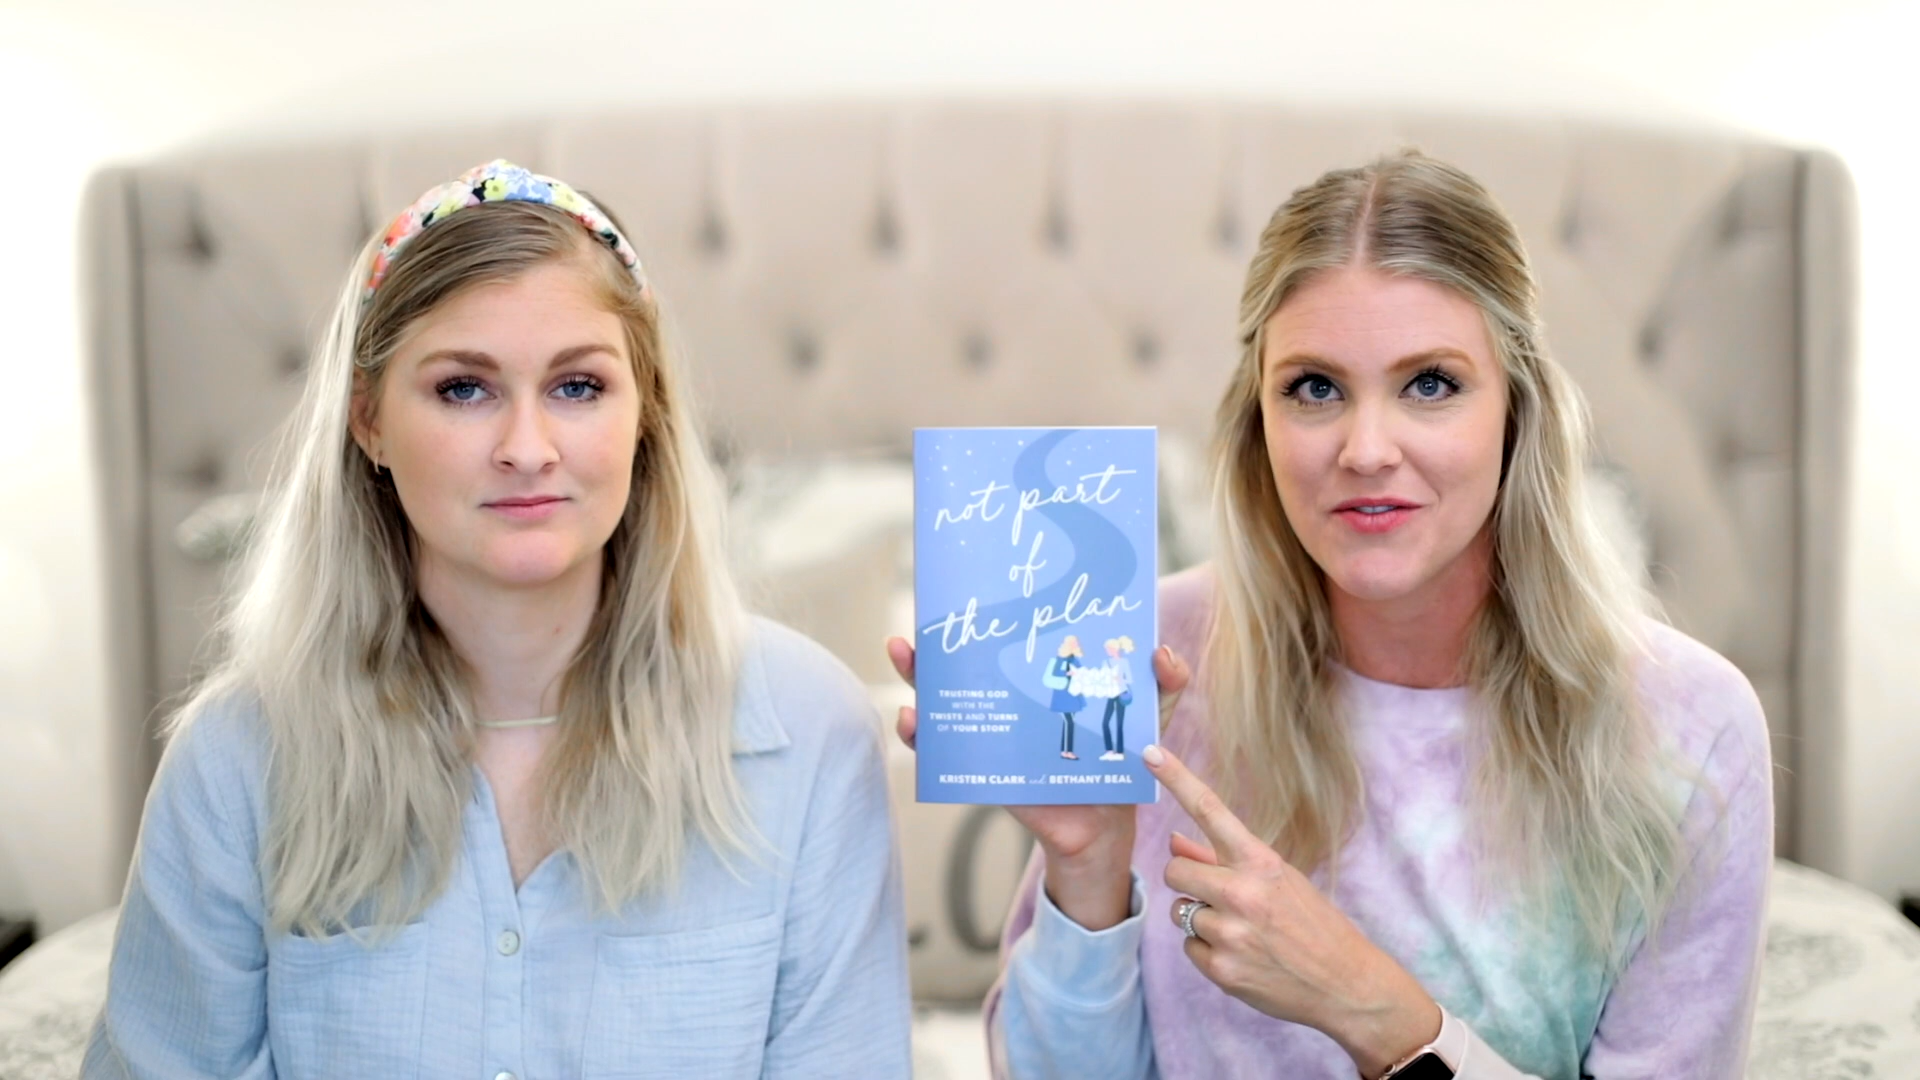 not part
of
the plan
TRUSTING GOD
WITH THE
TWISTS AND TURNS
OF YOUR STORY
KRISTEN CLARK and BETHANY BEAL